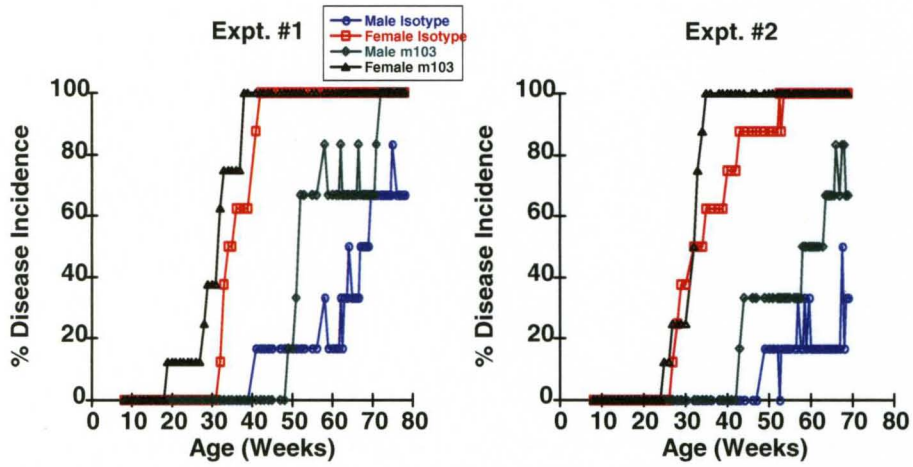 Expt. #1
Male Isotype
Female Isotype
Male m103
Female m103
Expt. #2
% Disease Incidence
100
80
60
40
20
0
0 10 20 30 40 50 60 70 80
Age (Weeks)
% Disease Incidence
100
80
60
40
20
0
0 10 20 30 40 50 60 70 80
Age (Weeks)